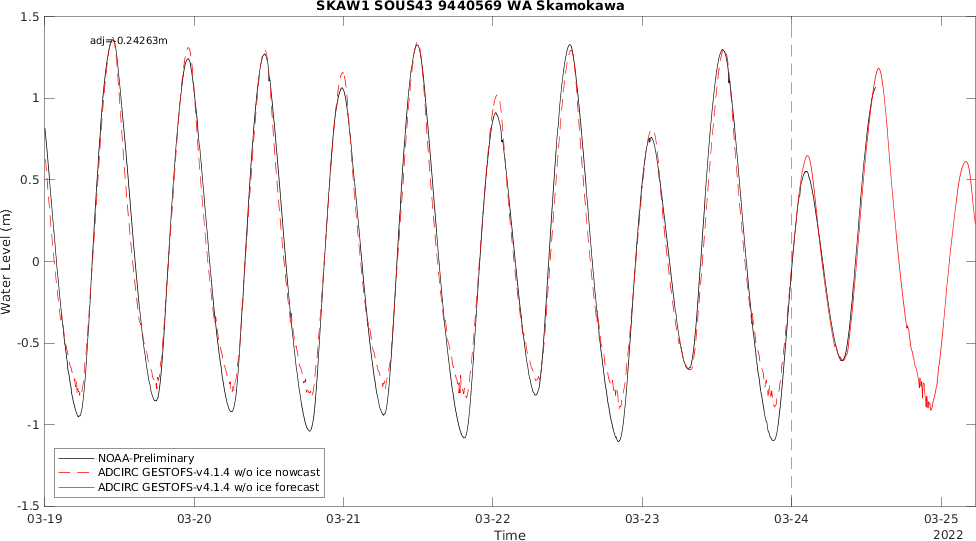 SKAW1 SOUS43 9440569 WA Skamokawa
adj=-0.24263m
1.5
1
0.5
0
-0.5
-1
-1.5
Water Level (m)
NOAA-Preliminary
ADCIRC GESTOFS-v4.1.4 w/o ice nowcast
ADCIRC GESTOFS-v4.1.4 w/o ice forecast
03-19 03-20 03-21 03-22 03-23 03-24 03-25
2022
Time